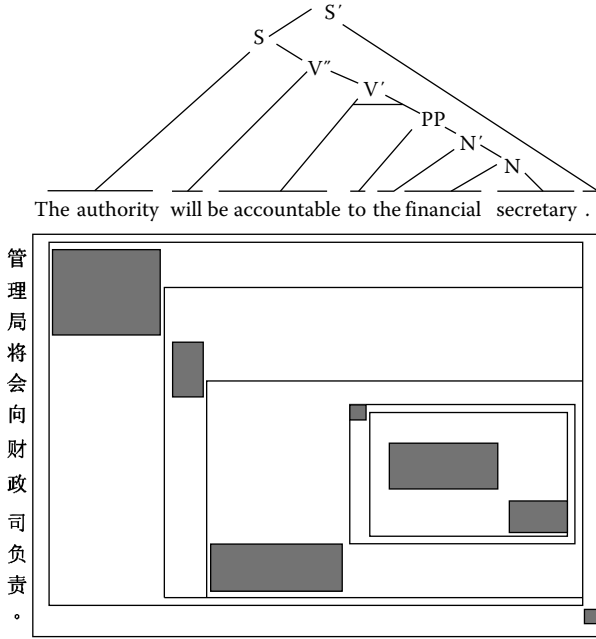 S′
S
V″
V′
PP
N′
N
The authority will be accountable to the financial secretary .
管理局将会向财政司负责。